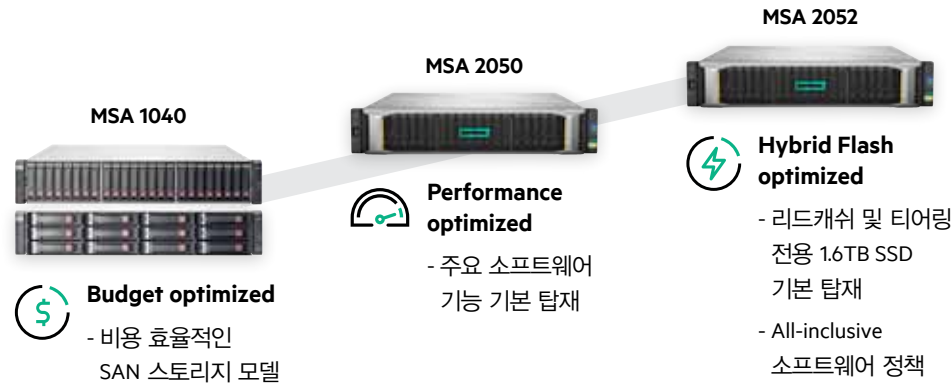 MSA 1040
Budget optimized
- 비용 효율적인
SAN 스토리지 모델
MSA 2050
Performance
optimized
- 주요 소프트웨어
기능 기본 탑재
MSA 2052
Hybrid Flash
optimized
- 리드캐쉬 및 티어링
전용 1.6TB SSD
기본 탑재
- All-inclusive
소프트웨어 정책